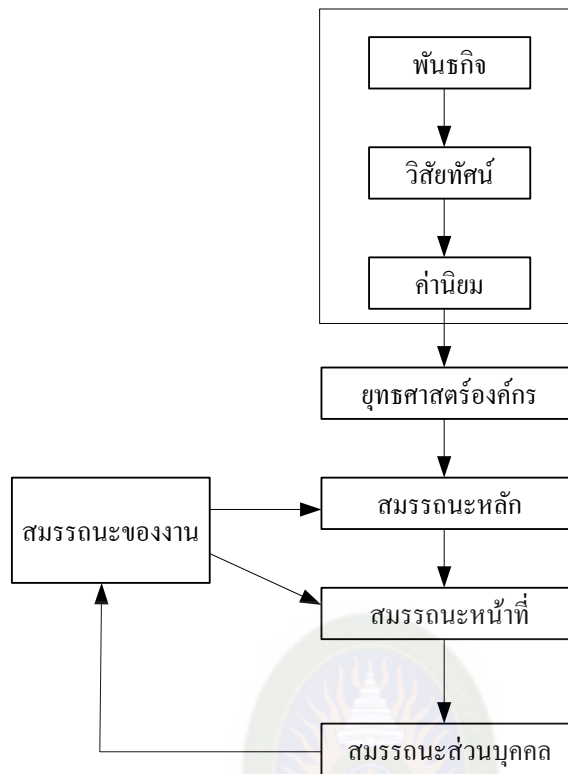 พันธกิจ
วิสัยทัศน์
ค่านิยม
ยุทธศาสตร์องค์กร
สมรรถนะหลัก
สมรรถนะของงาน
สมรรถนะหน้าที่
สมรรถนะส่วนบุคคล